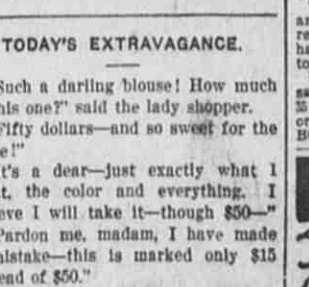 TODAY'S EXTRAVAGANCE.
Such a darling blouse! How much
his one?" said the lady shopper.
Fifty dollars—and so sweet for the
e!"
t's a dear—just exactly what I
t, the color and everything. I
eve I will take it—though $50—"
Pardon me, madam, I have made
mistake—this is marked only $15
ead of $50."